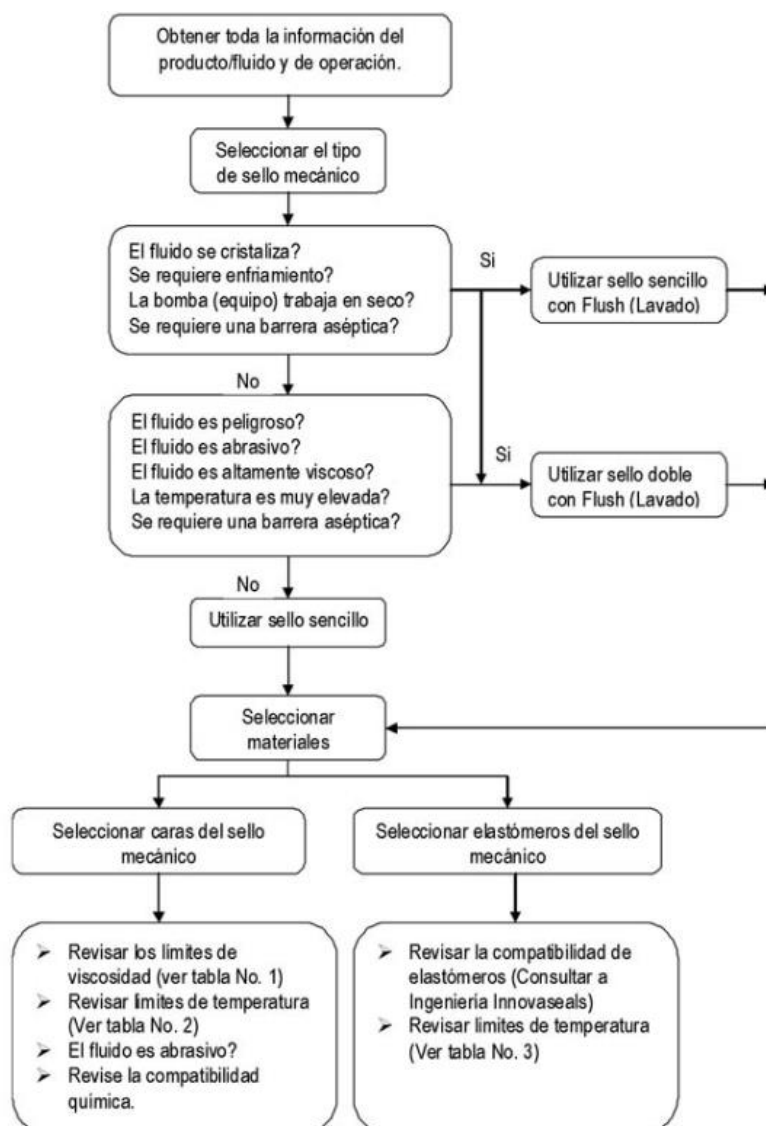 Obtener toda la información del
producto/fluido y de operación.
Seleccionar el tipo
de sello mecánico
El fluido se cristaliza?
Se requiere enfriamiento?
La bomba (equipo) trabaja en seco?
Se requiere una barrera aséptica?
Si
Utilizar sello sencillo
con Flush (Lavado)
No
El fluido es peligroso?
El fluido es abrasivo?
El fluido es altamente viscoso?
La temperatura es muy elevada?
Se requiere una barrera aséptica?
Si
Utilizar sello doble
con Flush (Lavado)
No
Utilizar sello sencillo
Seleccionar
materiales
Seleccionar caras del sello
mecánico
Seleccionar elastómeros del sello
mecánico
➢ Revisar los limites de
viscosidad (ver tabla No. 1)
➢ Revisar limites de temperatura
(Ver tabla No. 2)
➢ El fluido es abrasivo?
➢ Revise la compatibilidad
química.
➢ Revisar la compatibilidad de
elastómeros (Consultar a
Ingeniería Innovaseals)
➢ Revisar limites de temperatura
(Ver tabla No. 3)